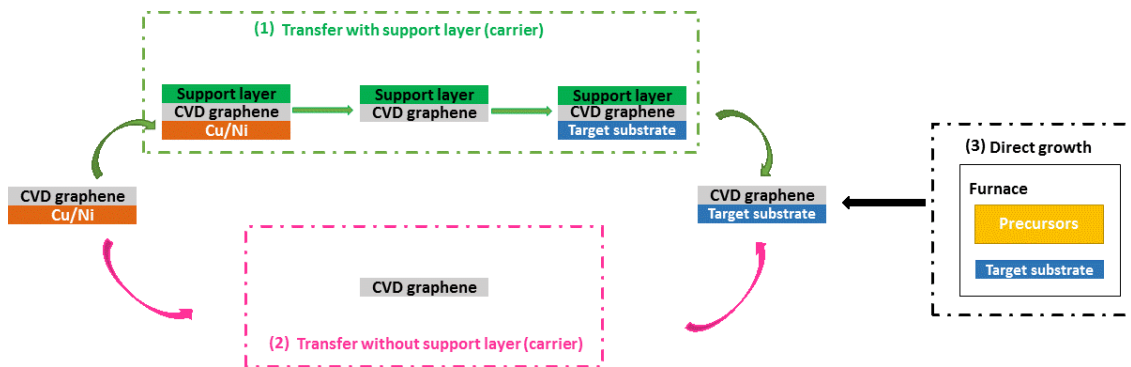 (1) Transfer with support layer (carrier)
Support layer
CVD graphene
Cu/Ni
Support layer
CVD graphene
Support layer
CVD graphene
Target substrate
CVD graphene
Cu/Ni
CVD graphene
(2) Transfer without support layer (carrier)
CVD graphene
Target substrate
(3) Direct growth
Furnace
Precursors
Target substrate